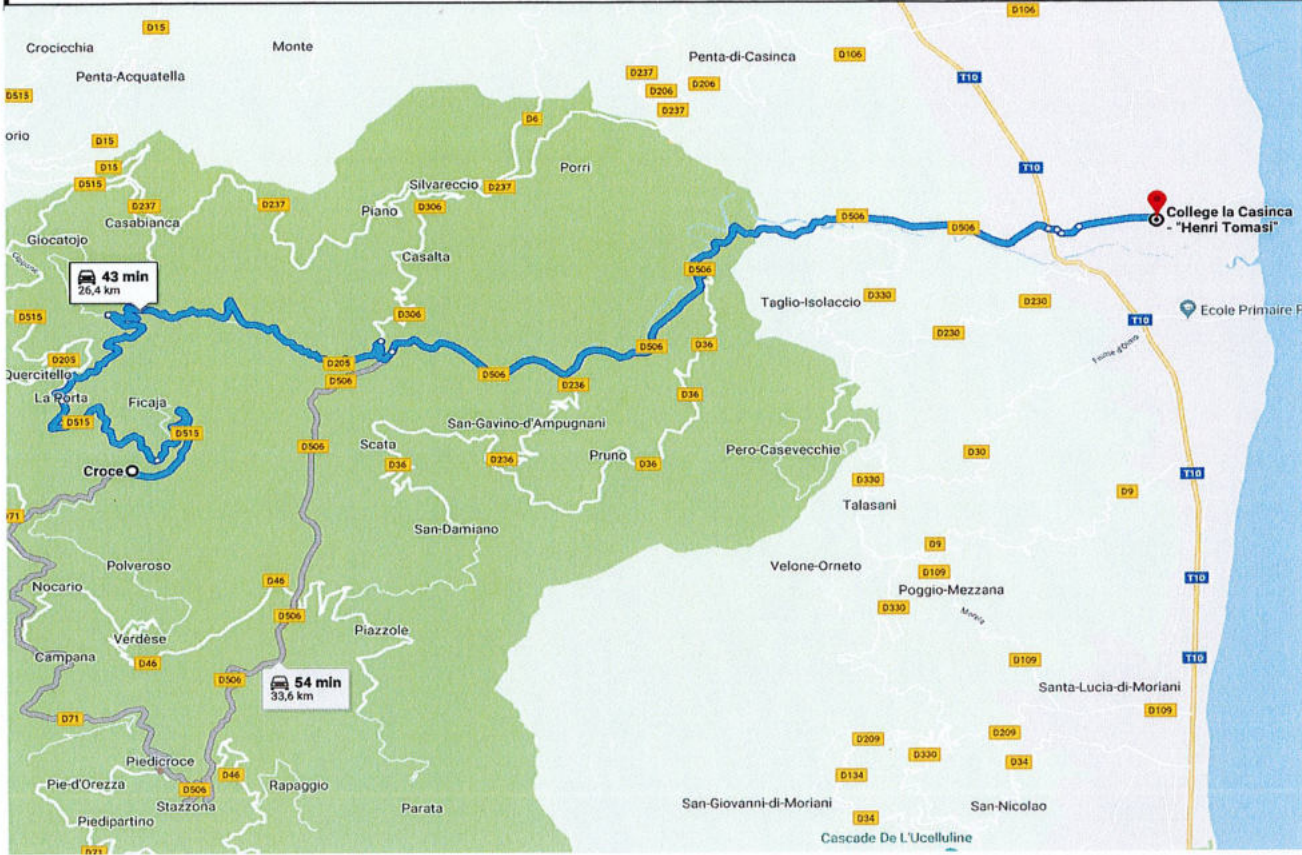 D106
D15
Crocicchia
Monte
Penta-di-Casinca
D106
Penta-Acquatella
D237
D206
D206
T10
D515
D237
D6
orio
D15
D15
Porri
T10
D515
Silvareccio
D237
D237
D237
Piano
D306
Casabianca
College la Casinca
- "Henri Tomasi"
D506
D506
Giocatojo
Casalta
D506
43 min
26,4 km
Taglio-Isolaccio
D330
D230
D515
D306
Ecole Primaire F
T10
D230
D36
D506
D205
D205
D506
D506
Quercitello
La Porta
D236
D36
Ficaja
D515
D515
San-Gavino-d'Ampugnani
D506
Scata
Pero-Casevecchie
D30
Croce
D36
D236
Pruno
D36
T10
D330
D9
Talasani
D71
San-Damiano
D9
Polveroso
Velone-Orneto
D109
T10
Nocario
D46
Poggio-Mezzana
D330
D506
Verdèse
Piazzole
Campana
D46
D109
T10
D506
54 min
33,6 km
Santa-Lucia-di-Moriani
D71
D109
D209
D209
D330
Piedicroce
D34
Pie-d'Orezza
D46
D134
D506
Rapaggio
Stazzona
Parata
San-Giovanni-di-Moriani
San-Nicolao
Piedipartino
D34
Cascade De L'Ucelluline
D71